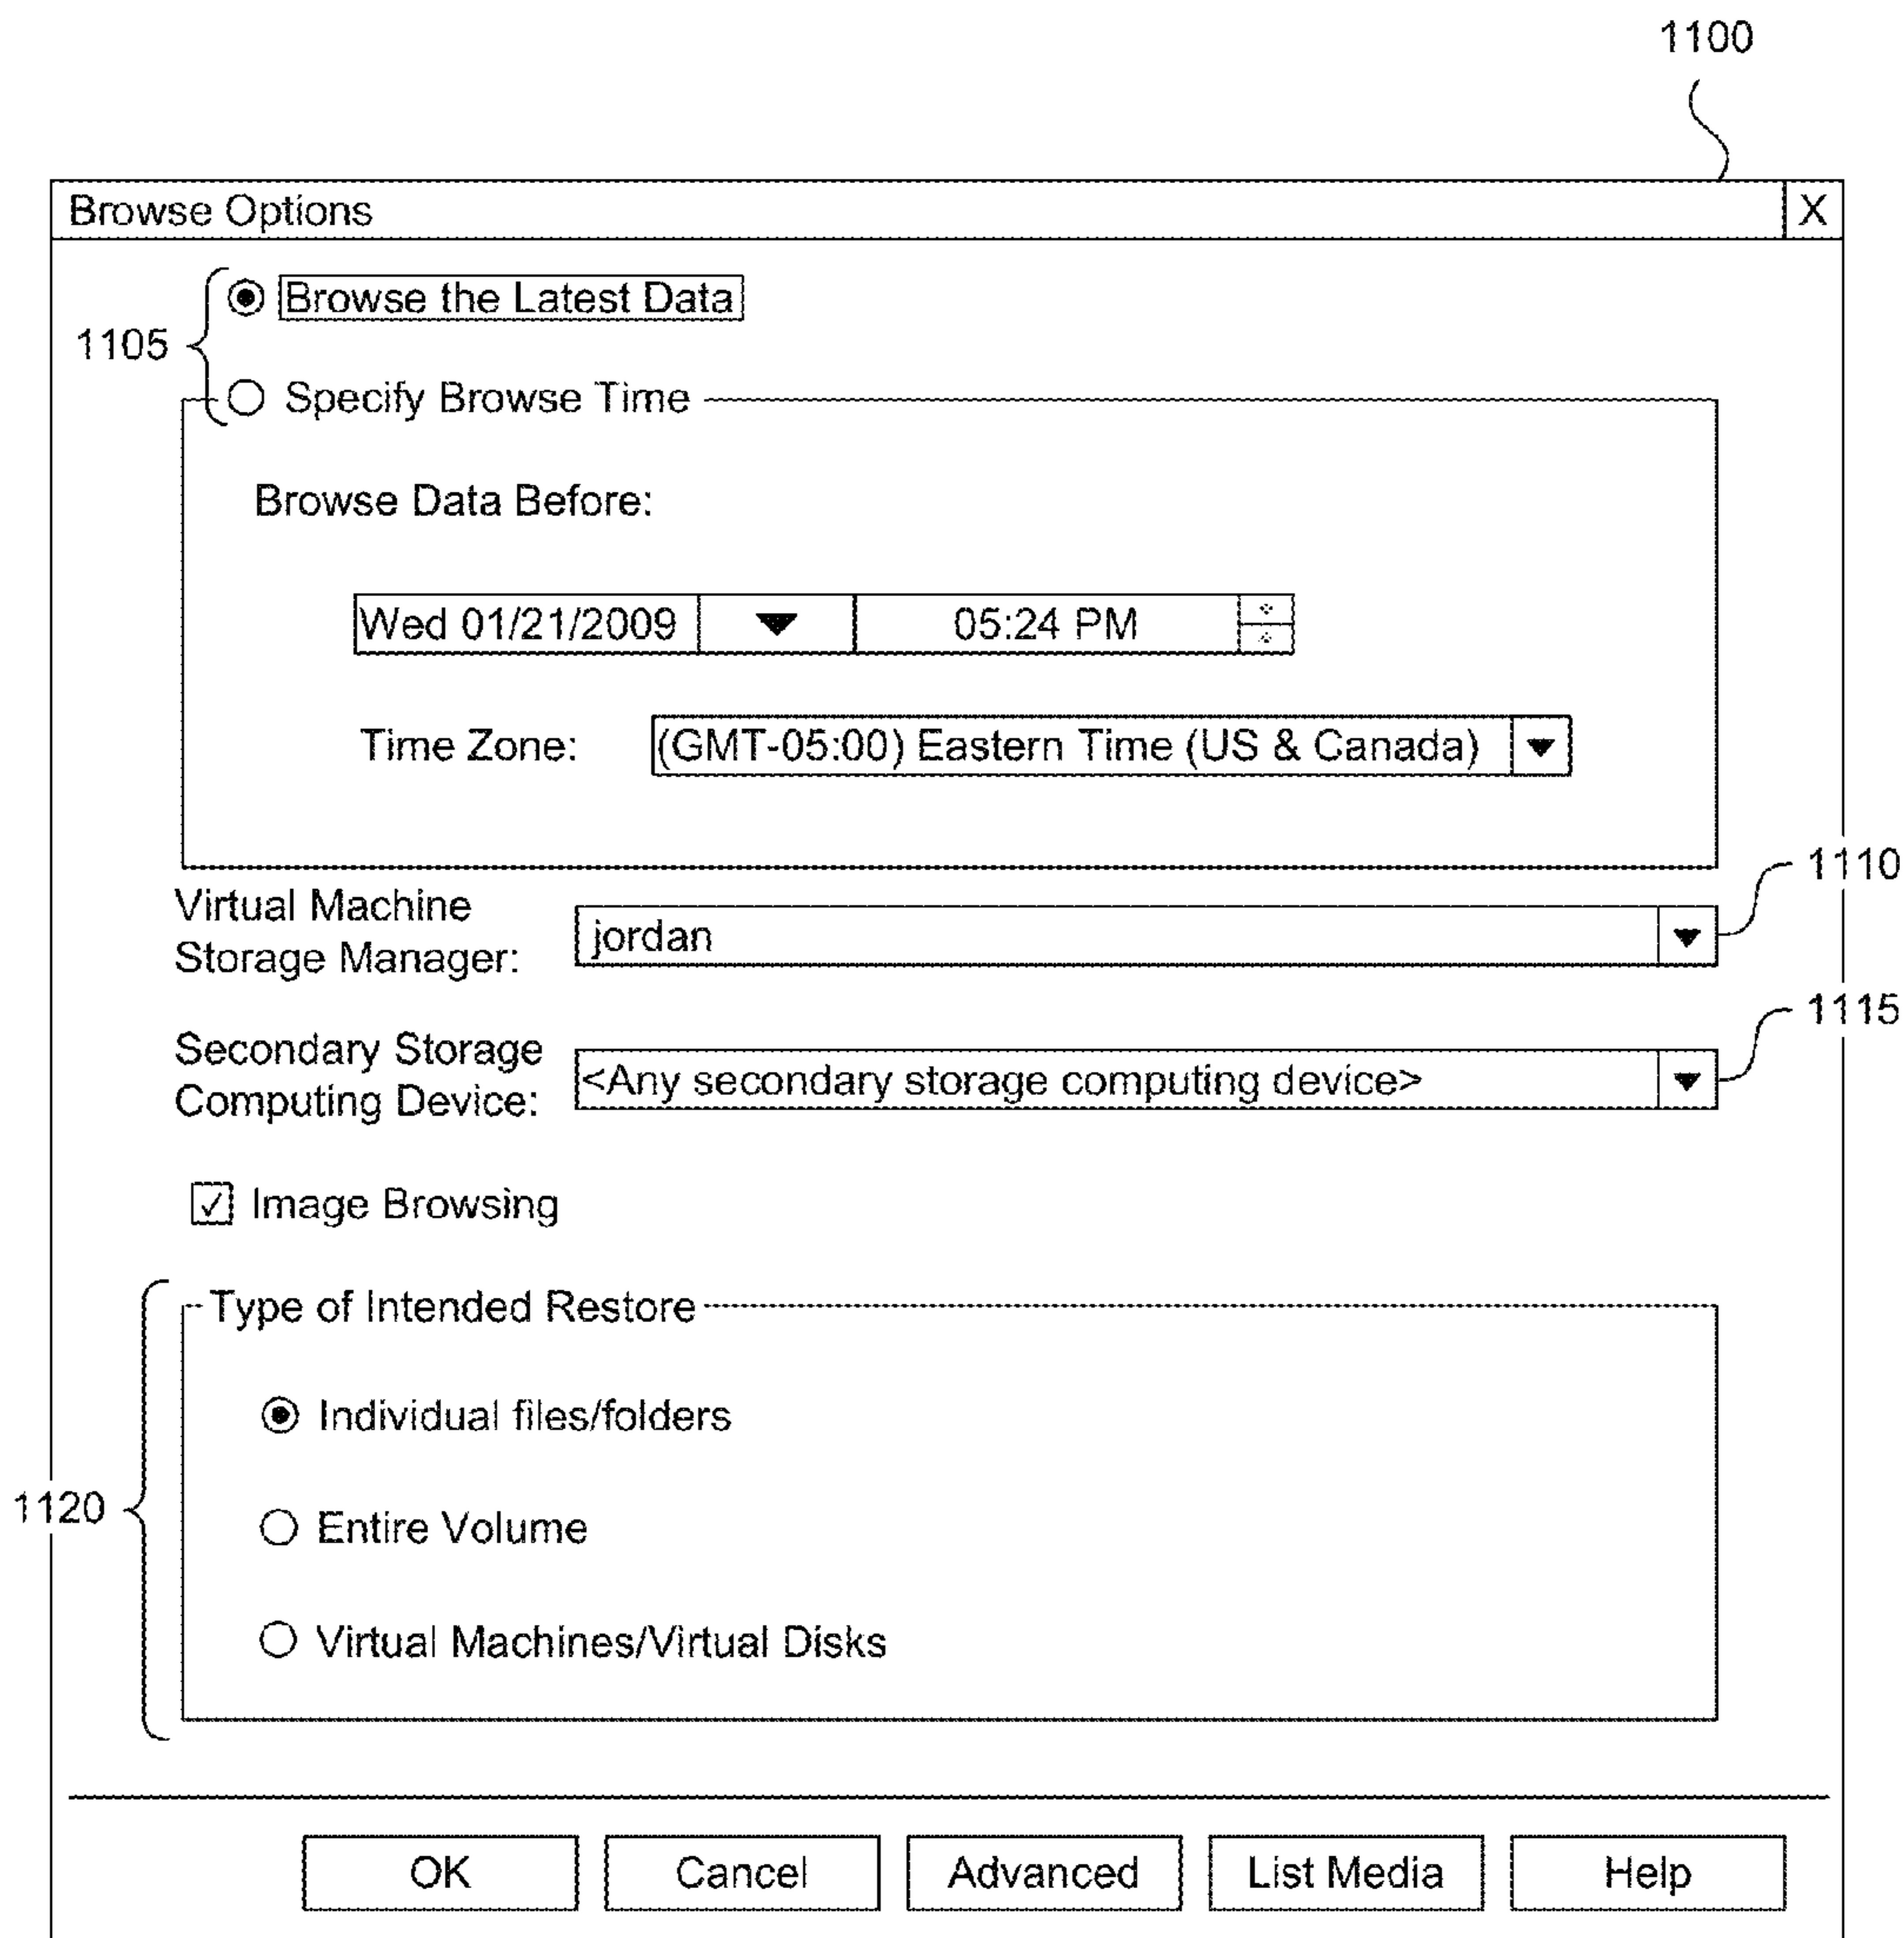 1100
Browse Options X
Browse the Latest Data
1105
Specify Browse Time
Browse Data Before:
Wed 01/21/2009 05:24 PM
Time Zone: (GMT-05:00) Eastern Time (US & Canada)
1110
Virtual Machine
Storage Manager: jordan
1115
Secondary Storage
Computing Device: <Any secondary storage computing device>
Image Browsing
Type of Intended Restore
Individual files/folders
1120
Entire Volume
Virtual Machines/Virtual Disks
OK Cancel Advanced List Media Help